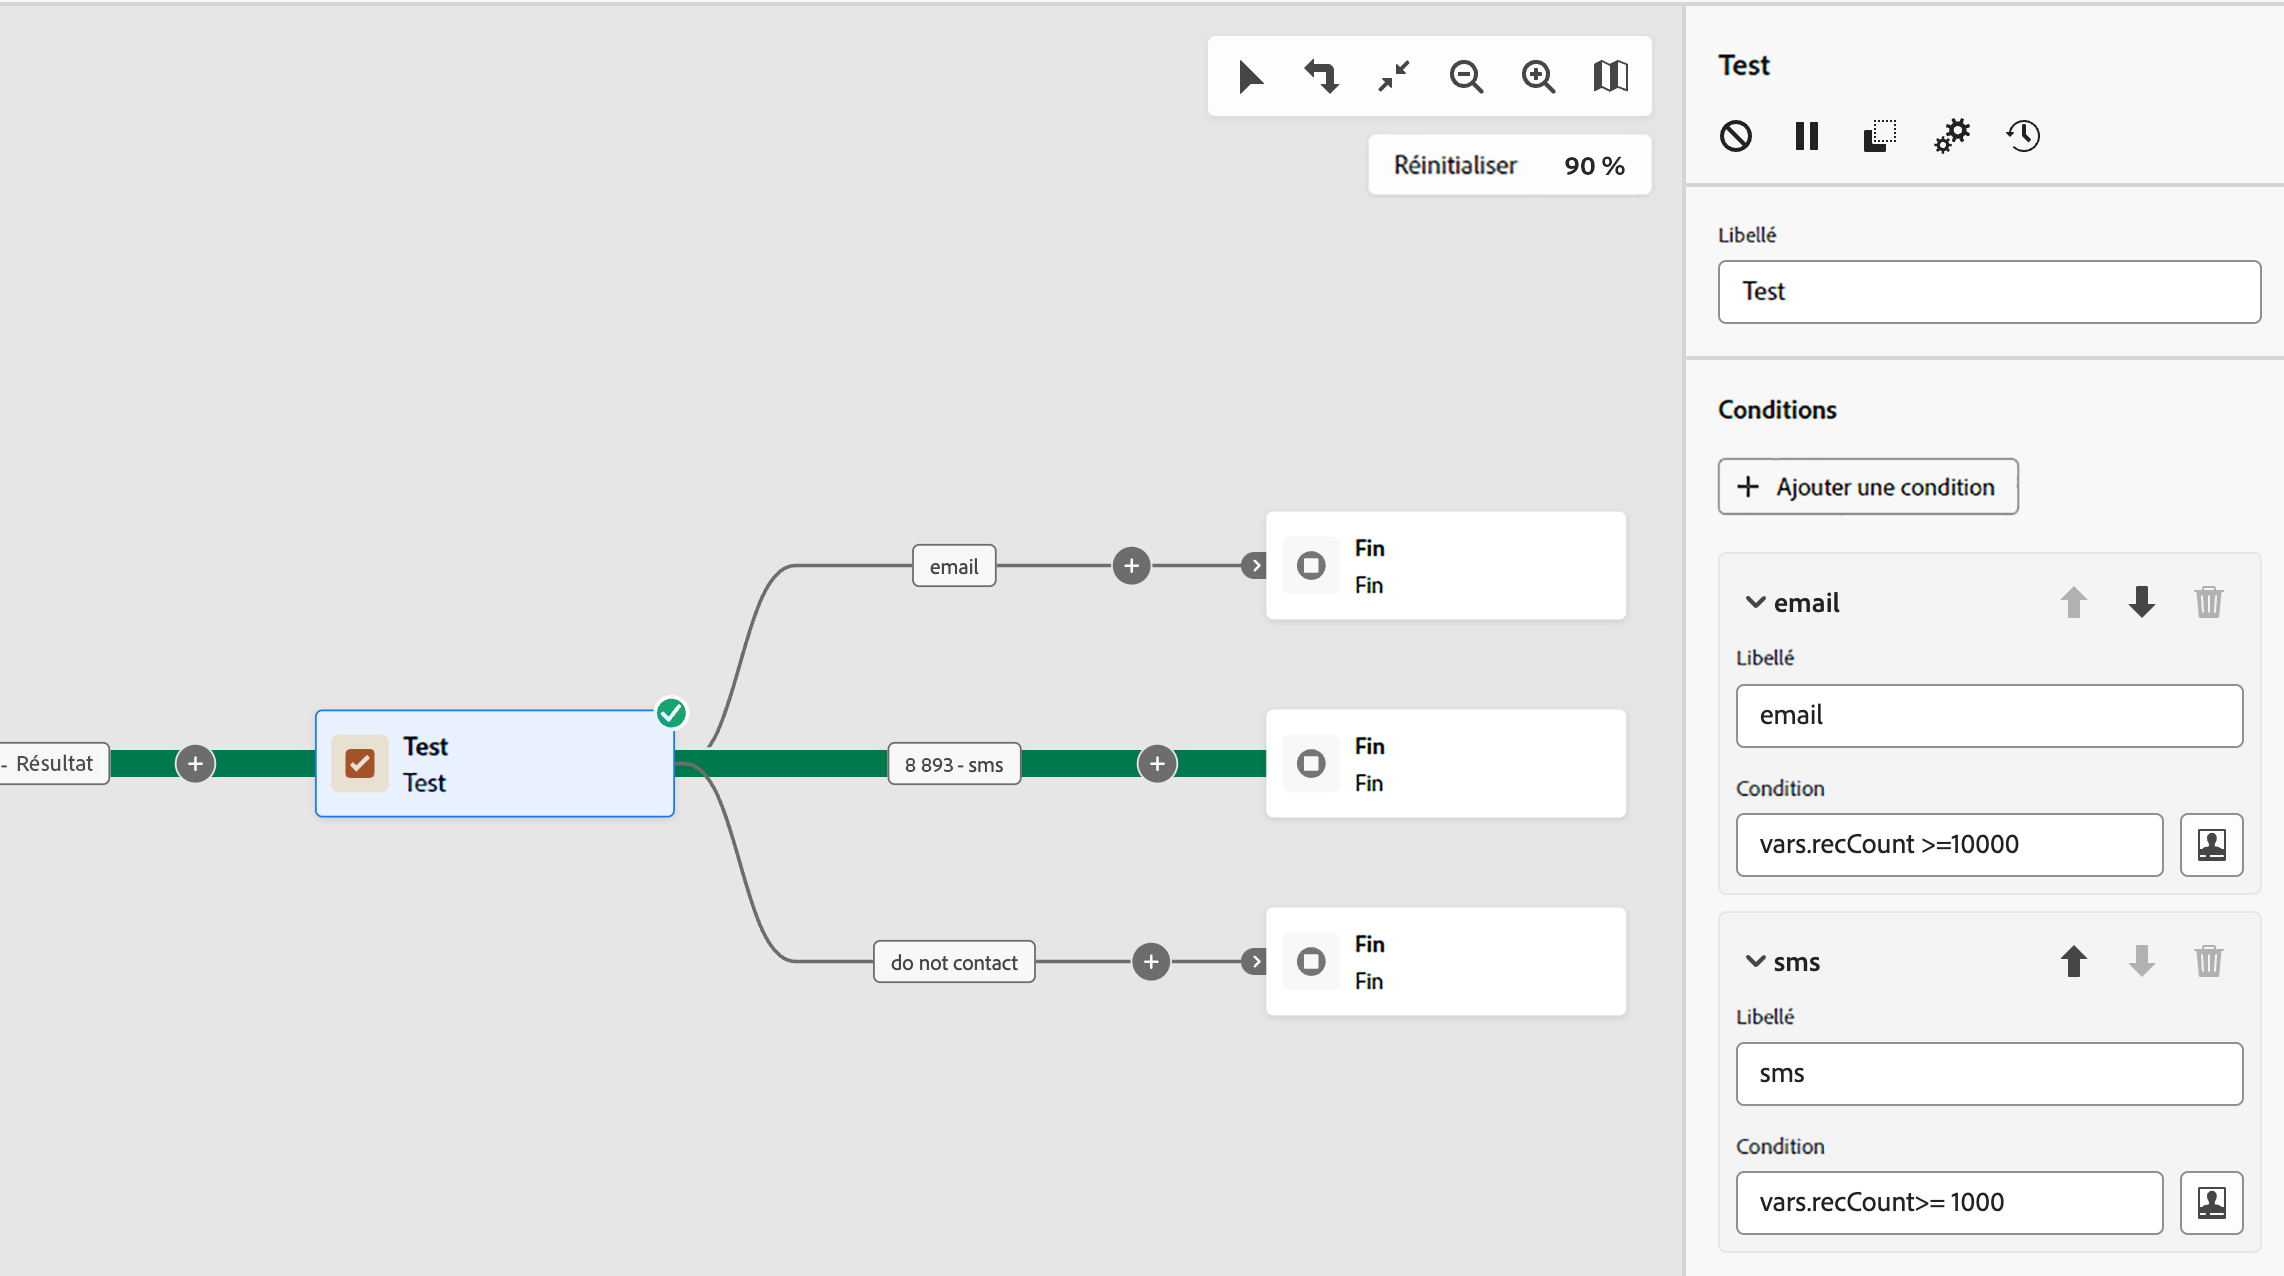 Réinitialiser 90 %
- Résultat
Test
Test
email
8 893 - sms
do not contact
Fin
Fin
Fin
Fin
Fin
Fin
Test
Libellé
Test
Conditions
Ajouter une condition
email
Libellé
email
Condition
vars.recCount >=10000
sms
Libellé
sms
Condition
vars.recCount>= 1000